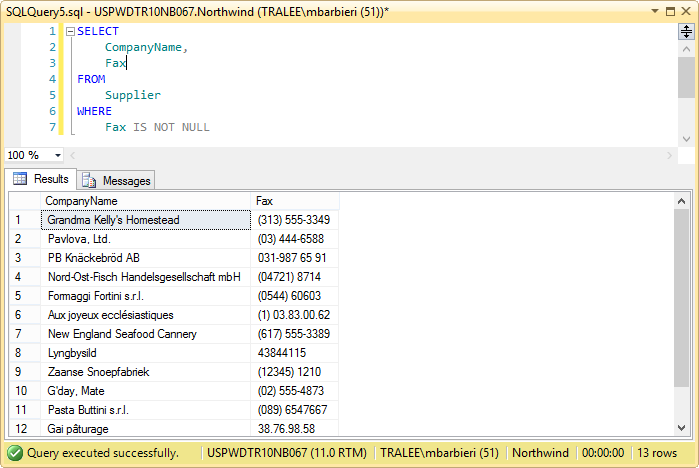 SQLQuery5.sql - USPWDTR10NB067.Northwind (TRALEE\mbarbieri (51))*
1 SELECT
2 CompanyName,
3 Fax
4 FROM
5 Supplier
6 WHERE
7 Fax IS NOT NULL
100 %
Results Messages
CompanyName Fax
1 Grandma Kelly's Homestead (313) 555-3349
2 Pavlova, Ltd. (03) 444-6588
3 PB Knäckebröd AB 031-987 65 91
4 Nord-Ost-Fisch Handelsgesellschaft mbH (04721) 8714
5 Formaggi Fortini s.r.l. (0544) 60603
6 Aux joyeux ecclésiastiques (1) 03.83.00.62
7 New England Seafood Cannery (617) 555-3389
8 Lyngbysild 43844115
9 Zaanse Snoepfabriek (12345) 1210
10 G'day, Mate (02) 555-4873
11 Pasta Buttini s.r.l. (089) 6547667
12 Gai pâturage 38.76.98.58
Query executed successfully. USPWDTR10NB067 (11.0 RTM) TRALEE\mbarbieri (51) Northwind 00:00:00 13 rows